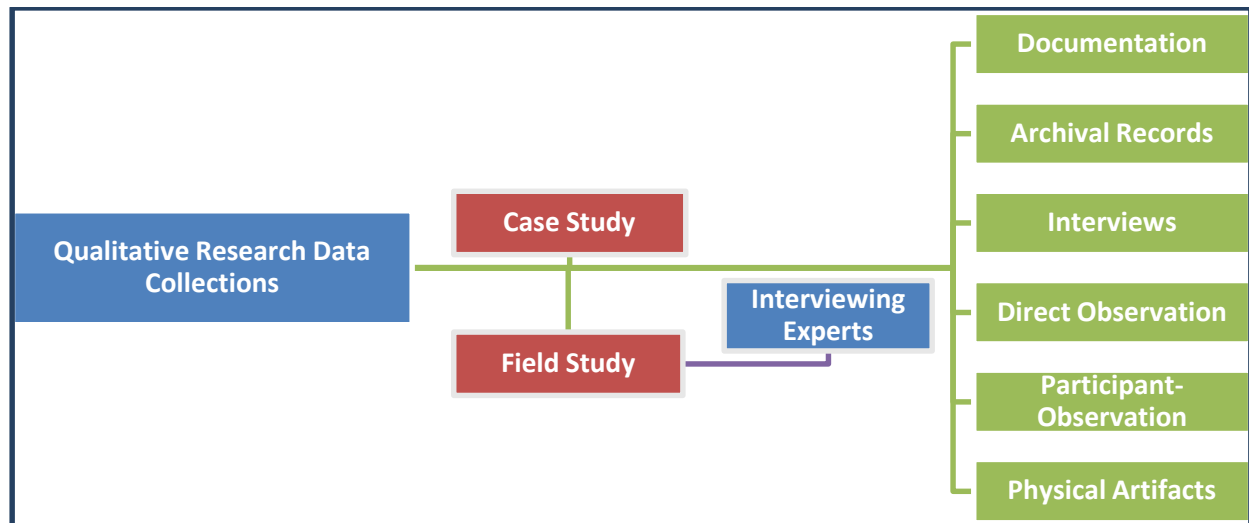 Qualitative Research Data
Collections
Case Study
Field Study
Interviewing
Experts
Documentation
Archival Records
Interviews
Direct Observation
Participant-
Observation
Physical Artifacts